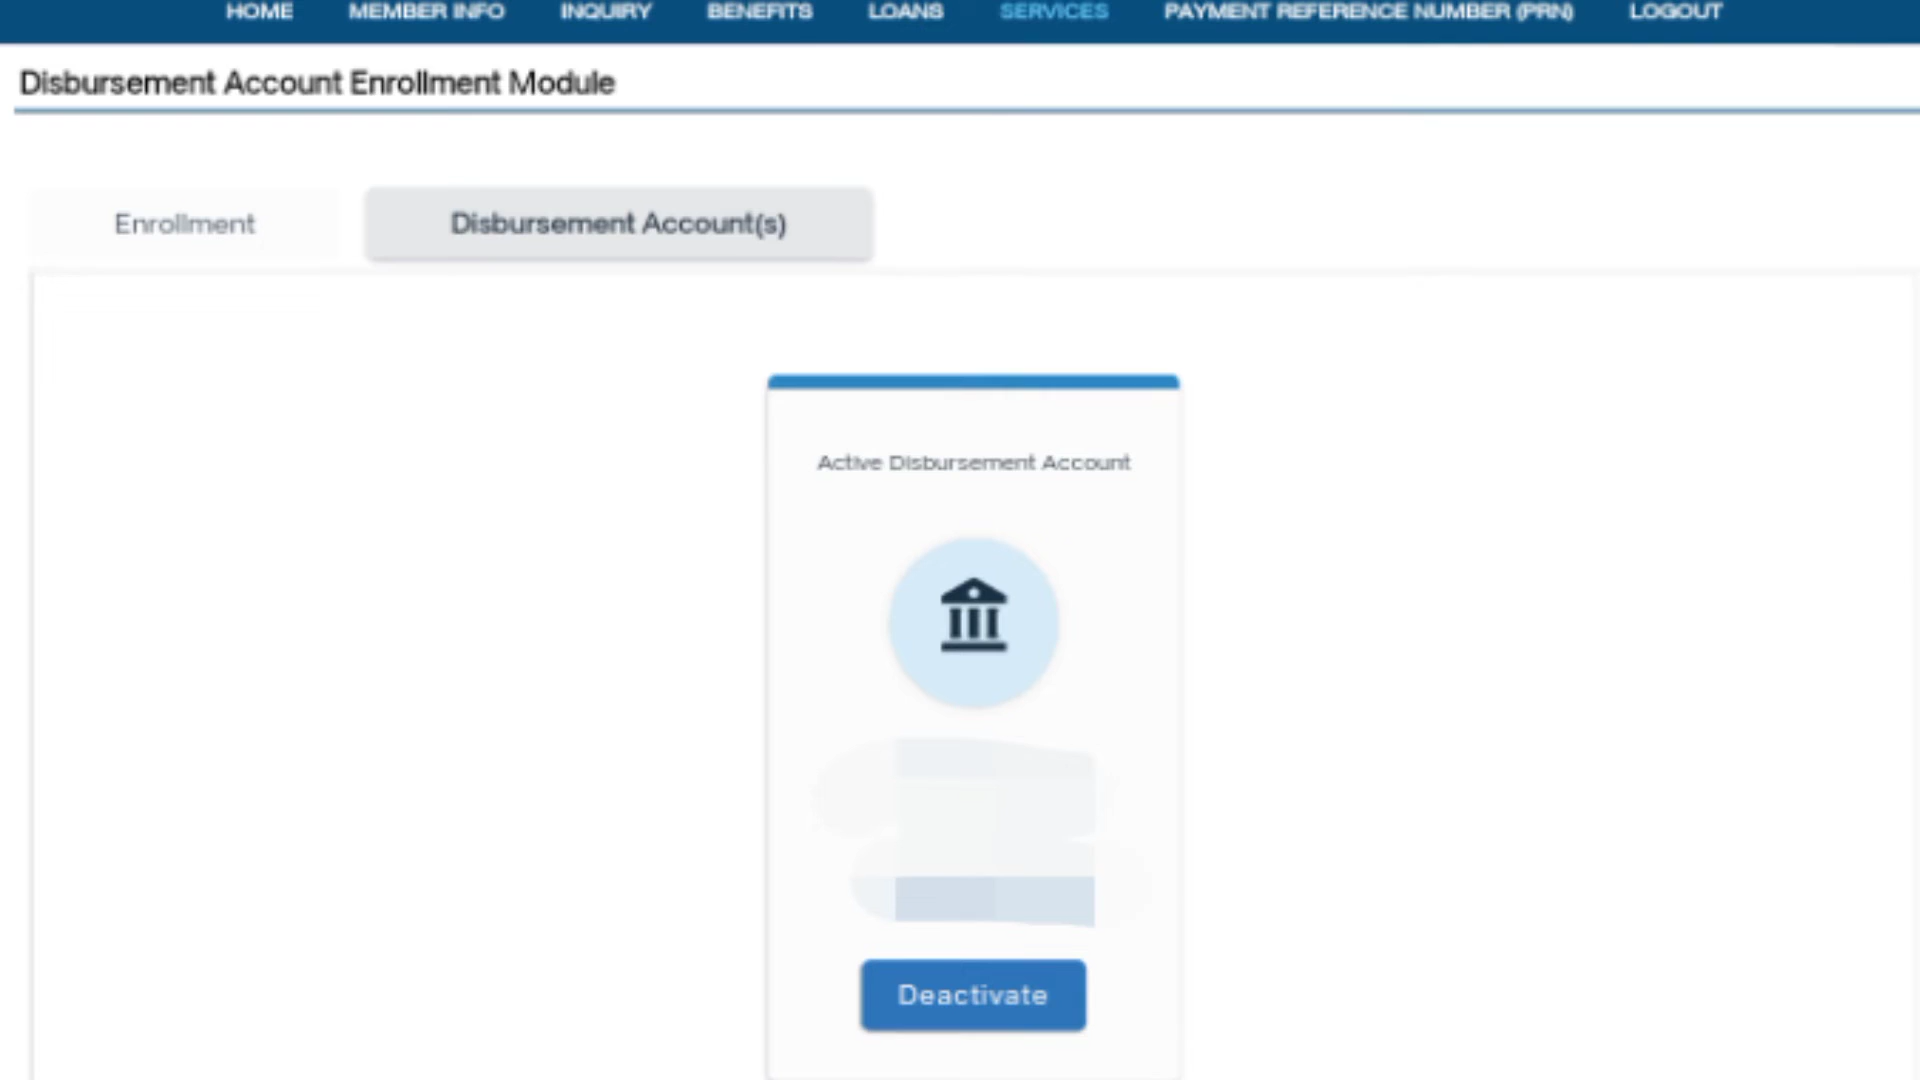 HOME MEMBER INFO INQUIRY BENEFITS LOANS SERVICES PAYMENT REFERENCE NUMBER (PRN) LOGOUT
Disbursement Account Enrollment Module
Enrollment Disbursement Account(s)
Active Disbursement Account
Deactivate